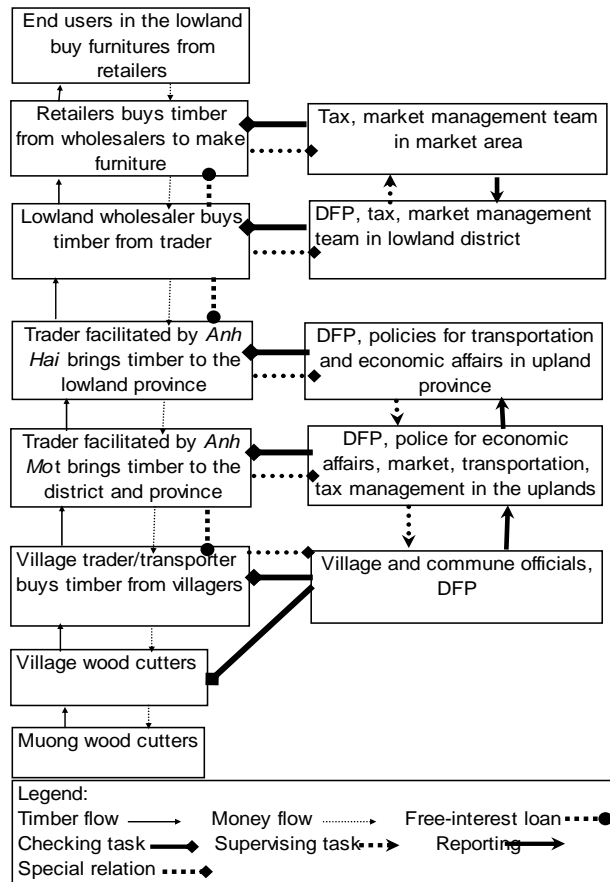 End users in the lowland
buy furnitures from
retailers
Retailers buys timber
from wholesalers to make
furniture
Tax, market management team
in market area
Lowland wholesaler buys
timber from trader
DFP, tax, market management
team in lowland district
Trader facilitated by Anh
Hai brings timber to the
lowland province
DFP, policies for transportation
and economic affairs in upland
province
Trader facilitated by Anh
Mot brings timber to the
district and province
DFP, police for economic
affairs, market, transportation,
tax management in the uplands
Village trader/transporter
buys timber from villagers
Village and commune officials,
DFP
Village wood cutters
Muong wood cutters
Legend:
Timber flow Money flow Free-interest loan
Checking task Supervising task Reporting
Special relation